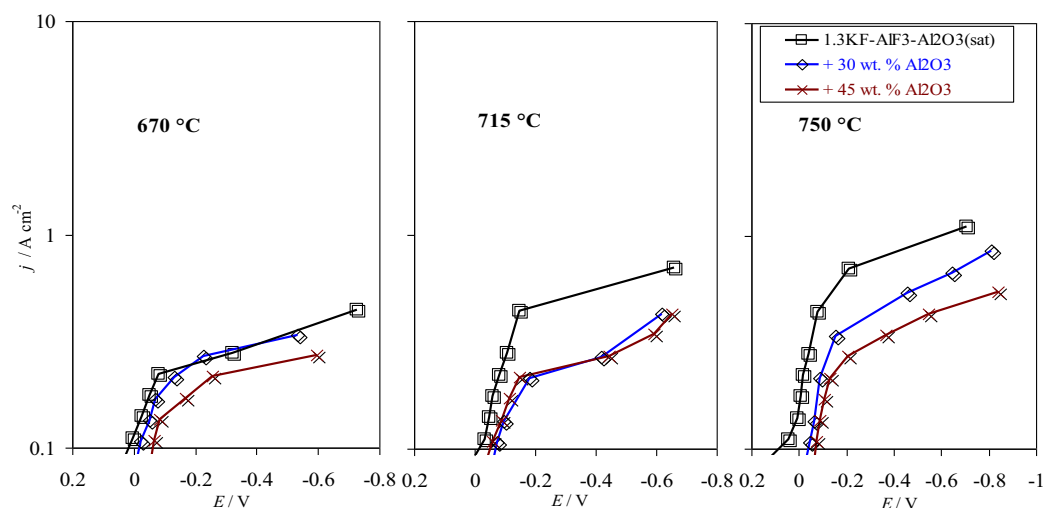 10
1
0.1
j / A cm-2
670 °C
0.2 0 -0.2 -0.4 -0.6 -0.8
E / V
715 °C
0.2 0 -0.2 -0.4 -0.6 -0.8
E / V
1.3KF-AlF3-Al2O3(sat)
+ 30 wt. % Al2O3
+ 45 wt. % Al2O3
750 °C
0.2 0 -0.2 -0.4 -0.6 -0.8 -1
E / V